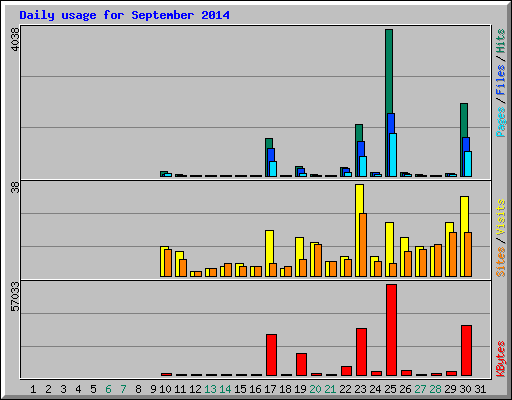 Daily usage for September 2014
4038
38
57033
Pages / Files / Hits
Sites / Visits
KBytes
1 2 3 4 5 6 7 8 9 10 11 12 13 14 15 16 17 18 19 20 21 22 23 24 25 26 27 28 29 30 31